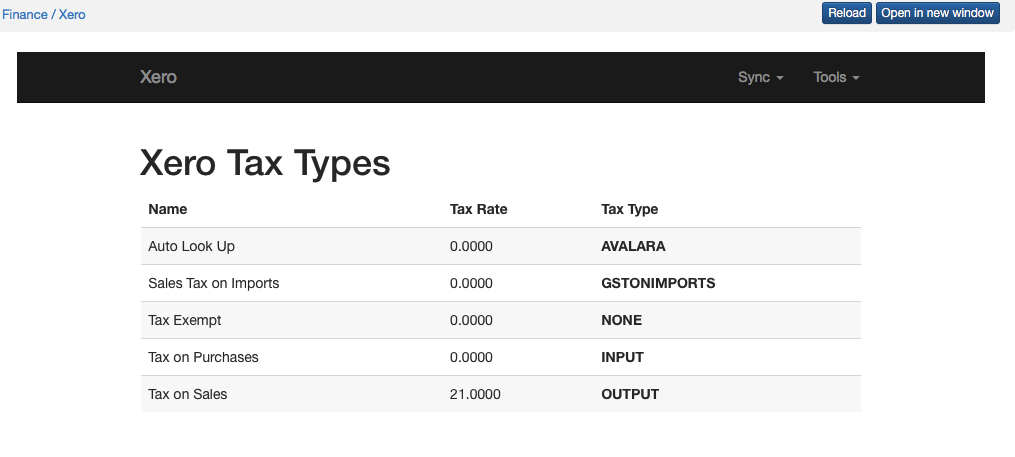 Finance / Xero Reload Open in new window
Xero Sync Tools
Xero Tax Types
Name Tax Rate Tax Type
Auto Look Up 0.0000 AVALARA
Sales Tax on Imports 0.0000 GSTONIMPORTS
Tax Exempt 0.0000 NONE
Tax on Purchases 0.0000 INPUT
Tax on Sales 21.0000 OUTPUT